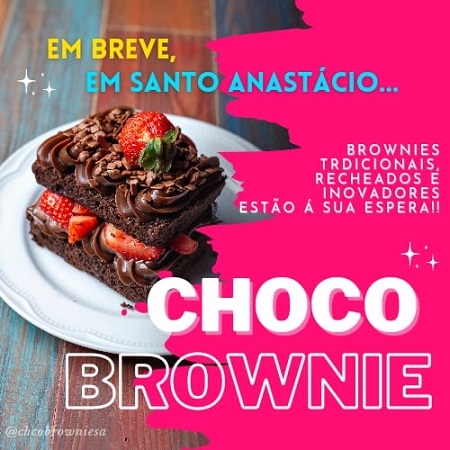 EM BREVE,
EM SANTO ANASTÁCIO...
BROWNIES
TRDICIONAIS,
RECHEADOS E
INOVADORES
ESTÃO Á SUA ESPERA!!
CHOCO
BROWNIE
@chcobrowniesa